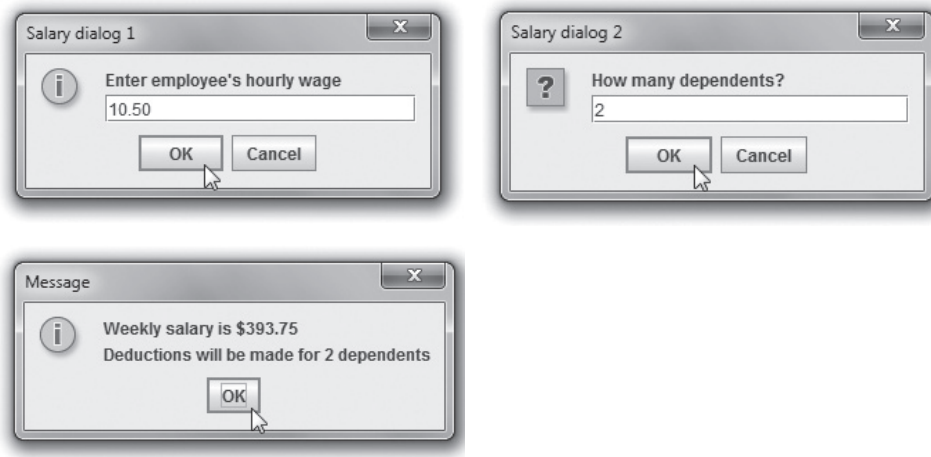 Salary dialog 1
Enter employee's hourly wage
10.50
OK
Cancel
Salary dialog 2
How many dependents?
2
OK
Cancel
Message
Weekly salary is $393.75
Deductions will be made for 2 dependents
OK